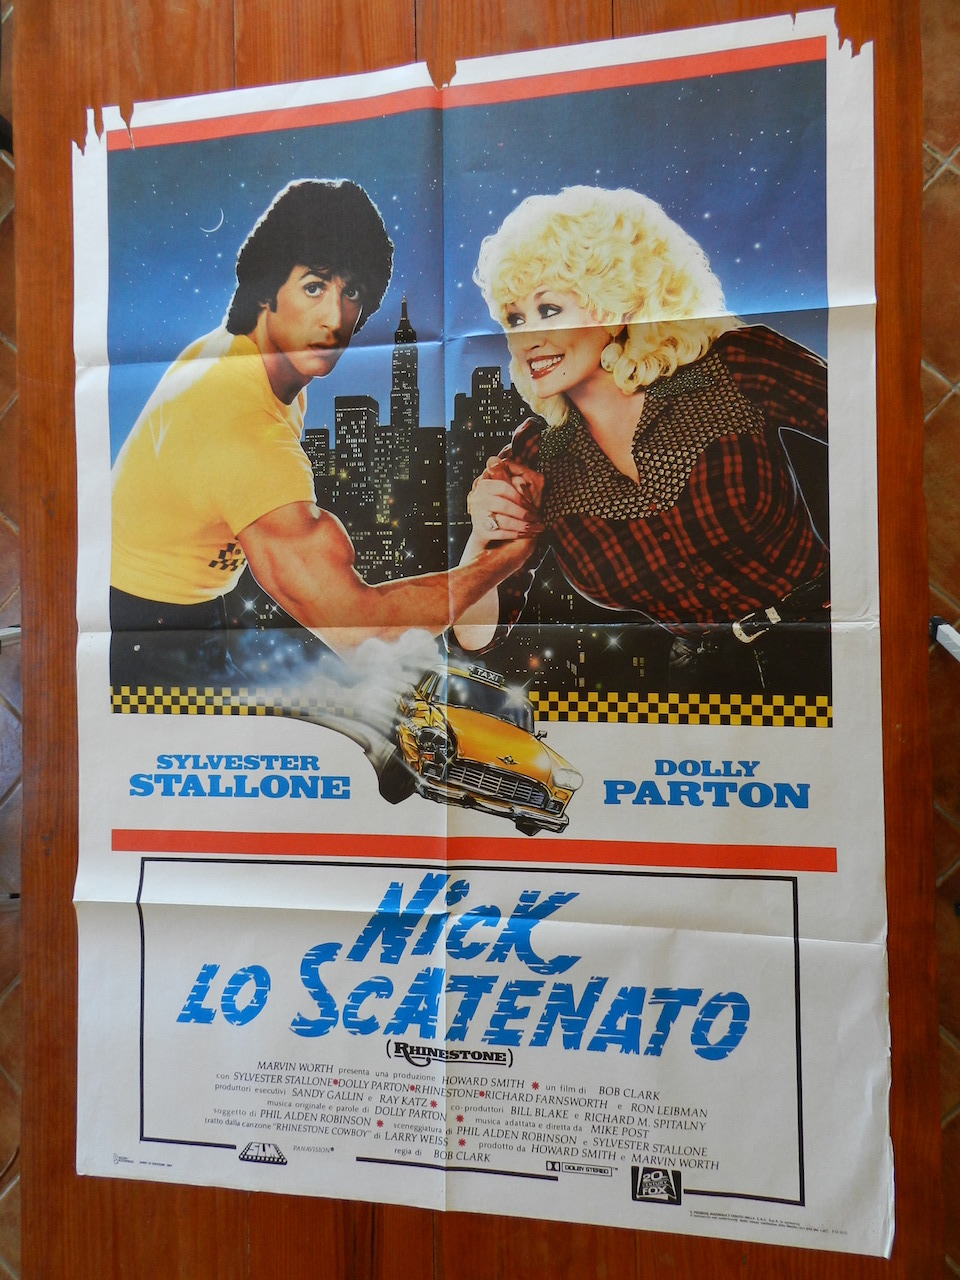 TAXI
SYLVESTER
STALLONE
DOLLY
PARTON
NICK
LO SCATENATO
(RHINESTONE)
MARVIN WORTH presenta una produzione HOWARD SMITH * un film di BOB CLARK
con SYLVESTER STALLONE•DOLLY PARTON•RHINESTONE•RICHARD FARNSWORTH e RON LEIBMAN
produttori esecutivi SANDY GALLIN e RAY KATZ * co-produttori BILL BLAKE e RICHARD M. SPITALNY
musica originale e parole di DOLLY PARTON * musica adattata e diretta da MIKE POST
soggetto di PHIL ALDEN ROBINSON * sceneggiatura di PHIL ALDEN ROBINSON e SYLVESTER STALLONE
tratto dalla canzone "RHINESTONE COWBOY" di LARRY WEISS * prodotto da HOWARD SMITH e MARVIN WORTH
regia di BOB CLARK
PANAVISION®
DOLBY STEREO™
20th CENTURY FOX